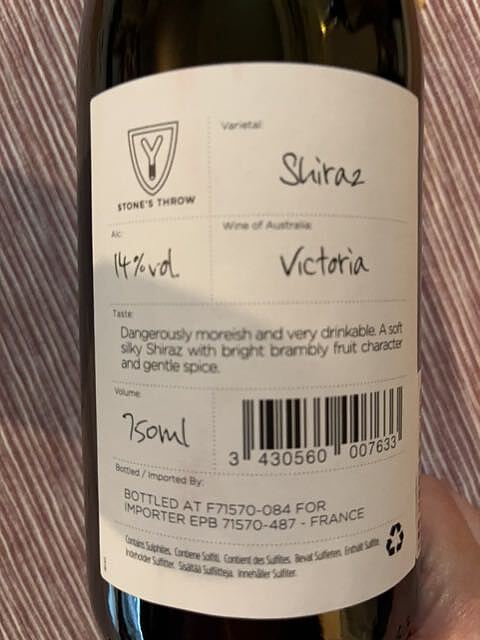 Y
STONE'S THROW
Varietal:
Shiraz
Alc:
14%vol.
Wine of Australia:
Victoria
Taste:
Dangerously moreish and very drinkable. A soft
silky Shiraz with bright brambly fruit character
and gentle spice.
Volume:
750ml
3 430560 007633
Bottled / Imported By:
BOTTLED AT F71570-084 FOR
IMPORTER EPB 71570-487 - FRANCE
Contains Sulphites, Contiene Solfiti, Contient des Sulfites, Bevat Sulfieten, Enthält Sulfite,
Indeholder Sulfitter, Sisältää Sulfiitteja, Innehåller Sulfiter.